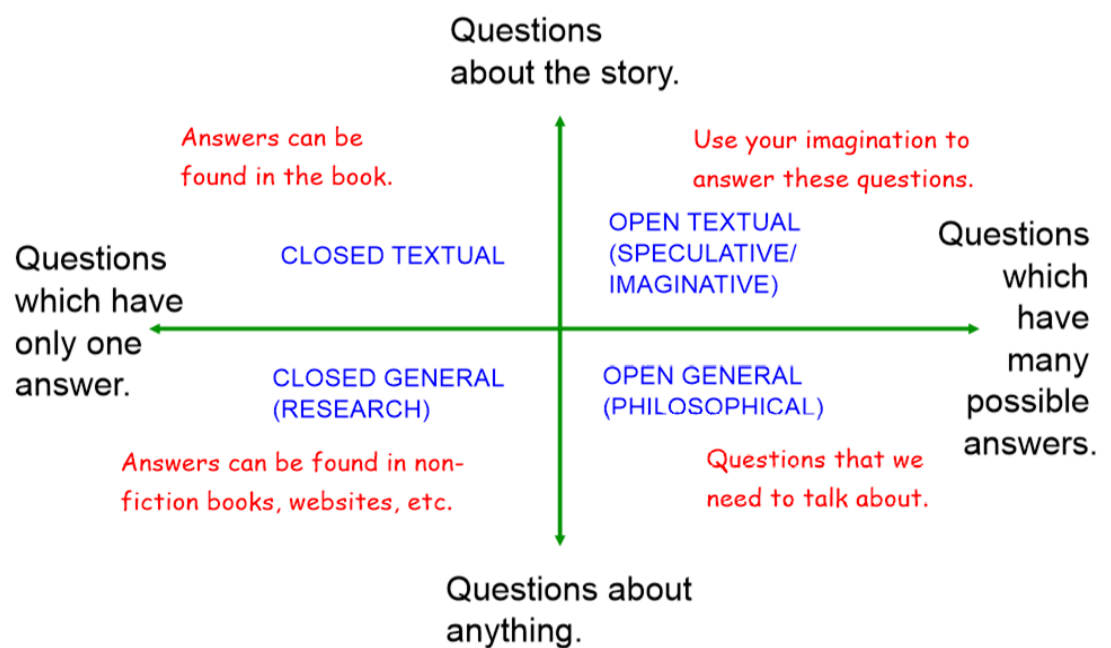 Questions
about the story.
Answers can be
found in the book.
Use your imagination to
answer these questions.
CLOSED TEXTUAL
OPEN TEXTUAL
(SPECULATIVE/
IMAGINATIVE)
Questions
which have
only one
answer.
Questions
which
have
many
possible
answers.
CLOSED GENERAL
(RESEARCH)
OPEN GENERAL
(PHILOSOPHICAL)
Answers can be found in non-
fiction books, websites, etc.
Questions that we
need to talk about.
Questions about
anything.